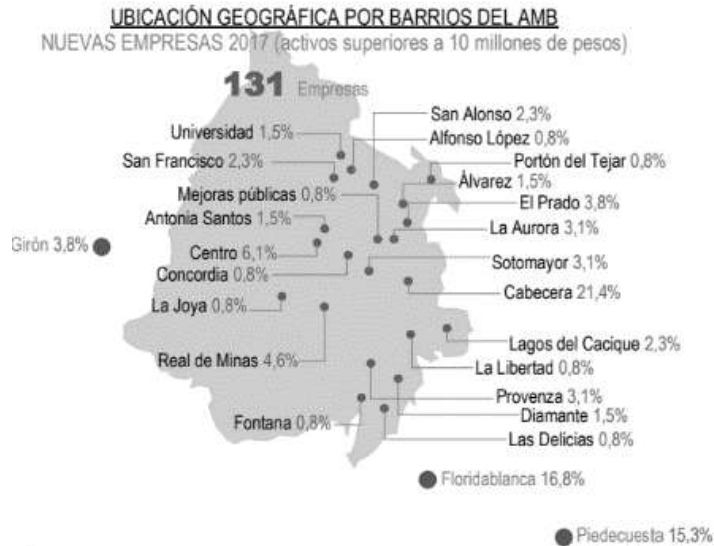 UBICACIÓN GEOGRÁFICA POR BARRIOS DEL AMB
NUEVAS EMPRESAS 2017 (activos superiores a 10 millones de pesos)
131 Empresas
San Alonso 2,3%
Universidad 1,5%
Alfonso López 0,8%
San Francisco 2,3%
Portón del Tejar 0,8%
Álvarez 1,5%
Mejoras públicas 0,8%
El Prado 3,8%
Antonia Santos 1,5%
La Aurora 3,1%
Girón 3,8%
Centro 6,1%
Sotomayor 3,1%
Concordia 0,8%
Cabecera 21,4%
La Joya 0,8%
Lagos del Cacique 2,3%
Real de Minas 4,6%
La Libertad 0,8%
Provenza 3,1%
Diamante 1,5%
Fontana 0,8%
Las Delicias 0,8%
Floridablanca 16,8%
Piedecuesta 15,3%